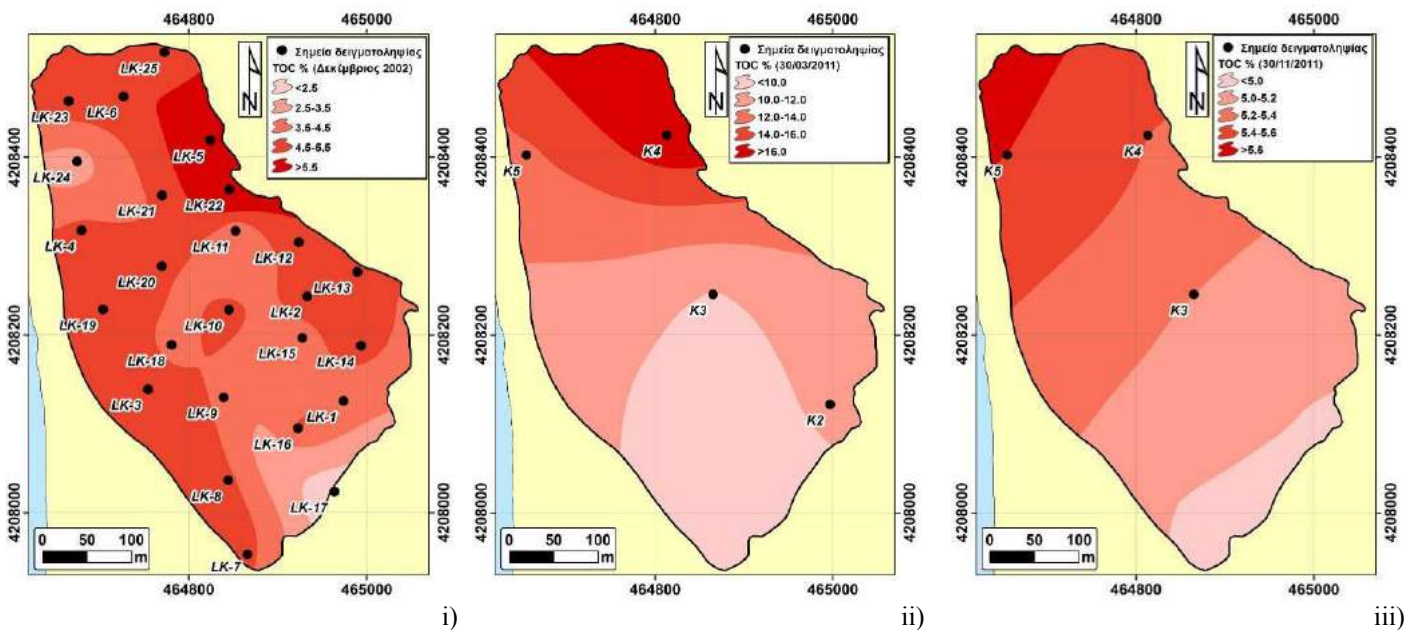 464800 465000
4208400
4208200
4208000
Σημεία δειγματοληψίας
TOC % (Δεκέμβριος 2002)
<2.5
2.5-3.5
3.5-4.5
4.5-5.5
>5.5
LK-25
LK-23
LK-6
LK-5
LK-24
LK-21
LK-22
LK-4
LK-11
LK-12
LK-20
LK-13
LK-2
LK-19
LK-10
LK-18
LK-15
LK-14
LK-3
LK-9
LK-1
LK-16
LK-8
LK-17
LK-7
N
0 50 100
m
464800 465000
i)
464800 465000
4208400
4208200
4208000
Σημεία δειγματοληψίας
TOC % (30/03/2011)
<10.0
10.0-12.0
12.0-14.0
14.0-16.0
>16.0
K4
K5
K3
K2
N
0 50 100
m
464800 465000
ii)
464800 465000
4208400
4208200
4208000
Σημεία δειγματοληψίας
TOC % (30/11/2011)
<5.0
5.0-5.2
5.2-5.4
5.4-5.6
>5.6
K4
K5
K3
N
0 50 100
m
464800 465000
iii)